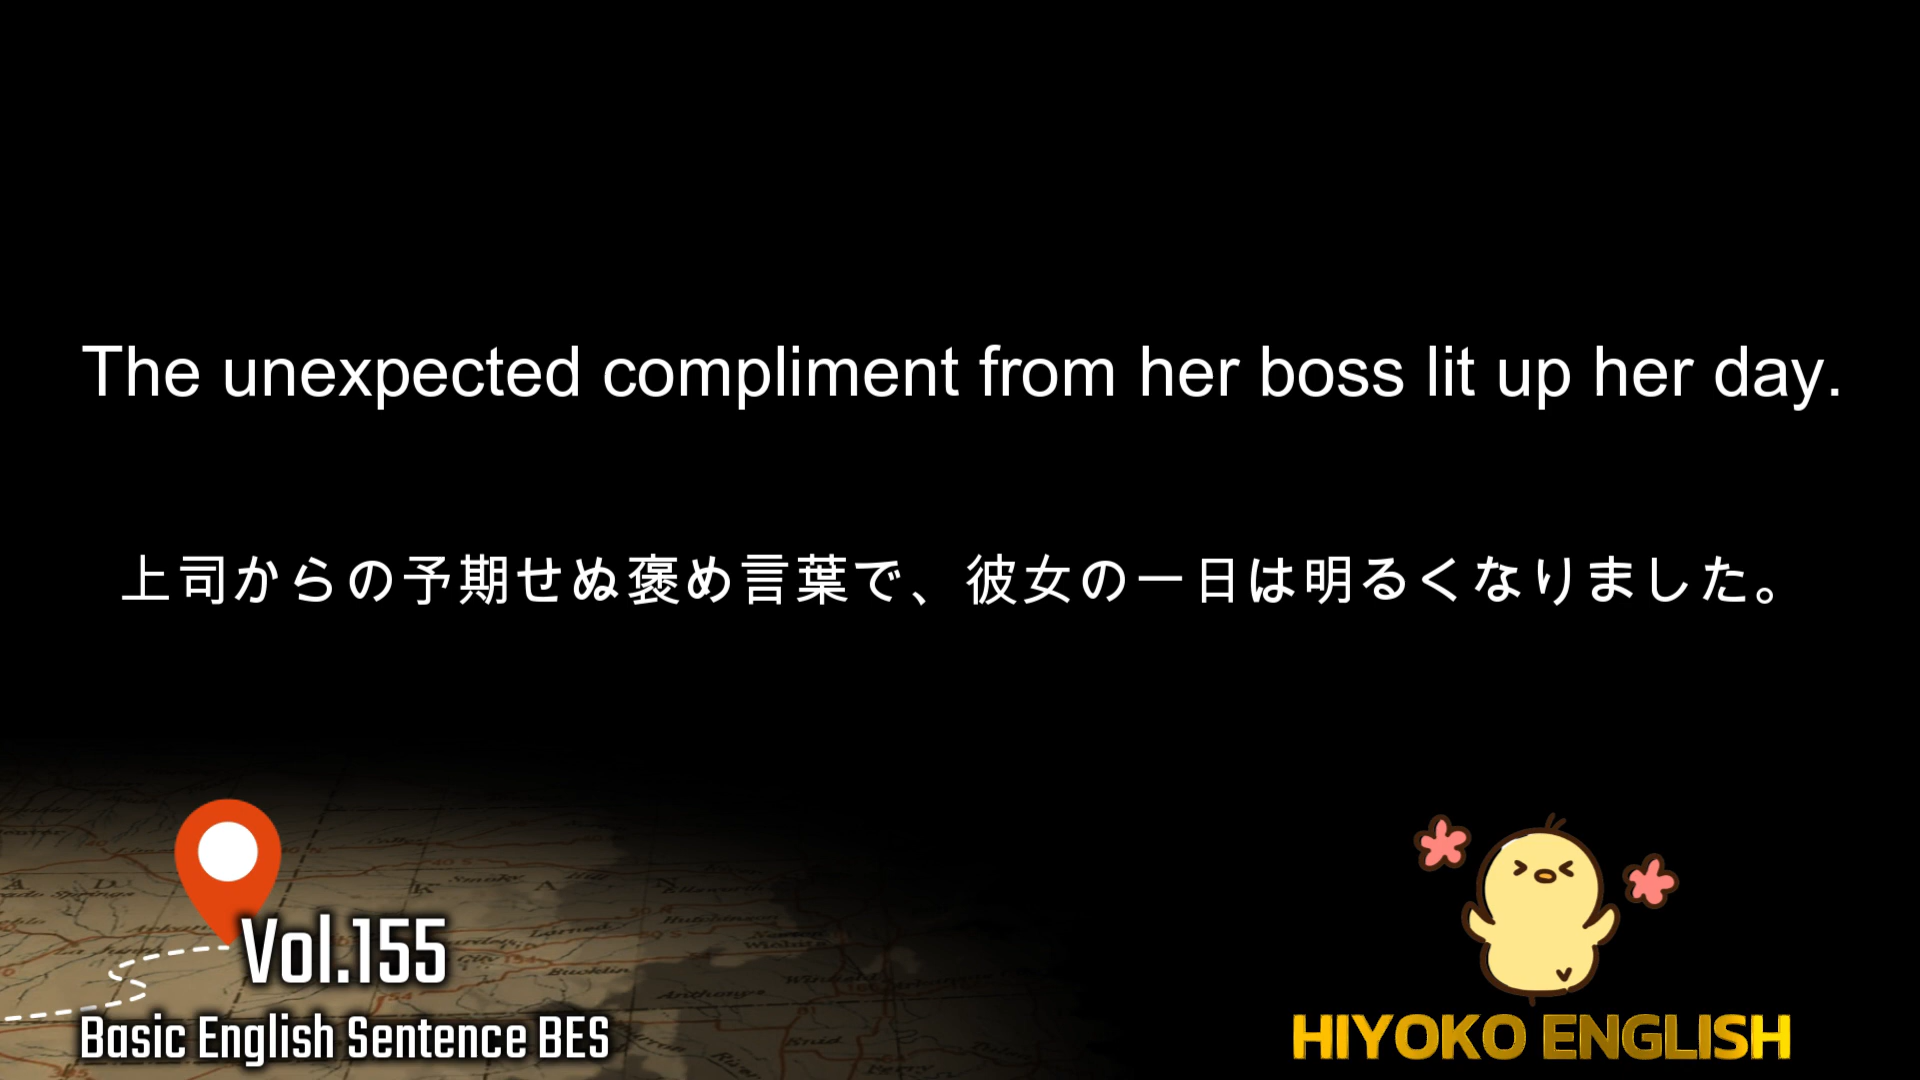 The unexpected compliment from her boss lit up her day.
上司からの予期せぬ褒め言葉で、彼女の一日は明るくなりました。
Vol.155
Basic English Sentence BES
HIYOKO ENGLISH